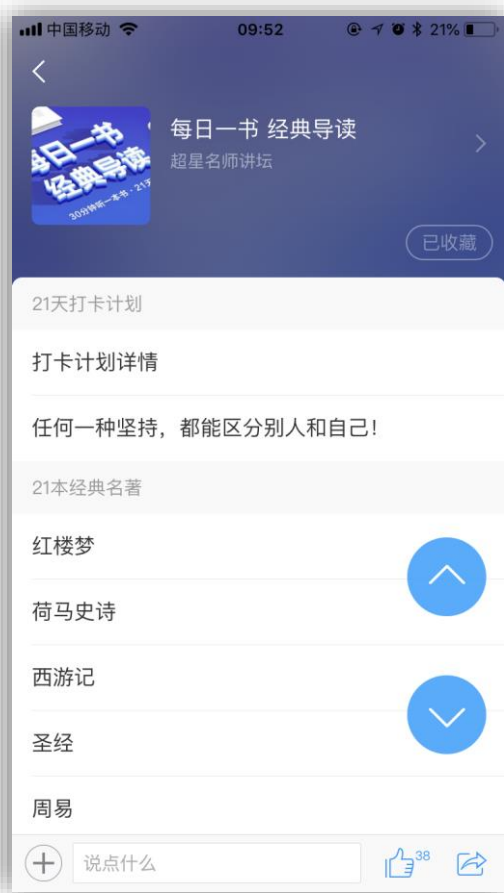 中国移动 09:52 21%
每日一书
经典导读
30分钟听一本书·21天
每日一书 经典导读
超星名师讲坛
已收藏
21天打卡计划
打卡计划详情
任何一种坚持，都能区分别人和自己！
21本经典名著
红楼梦
荷马史诗
西游记
圣经
周易
说点什么
38